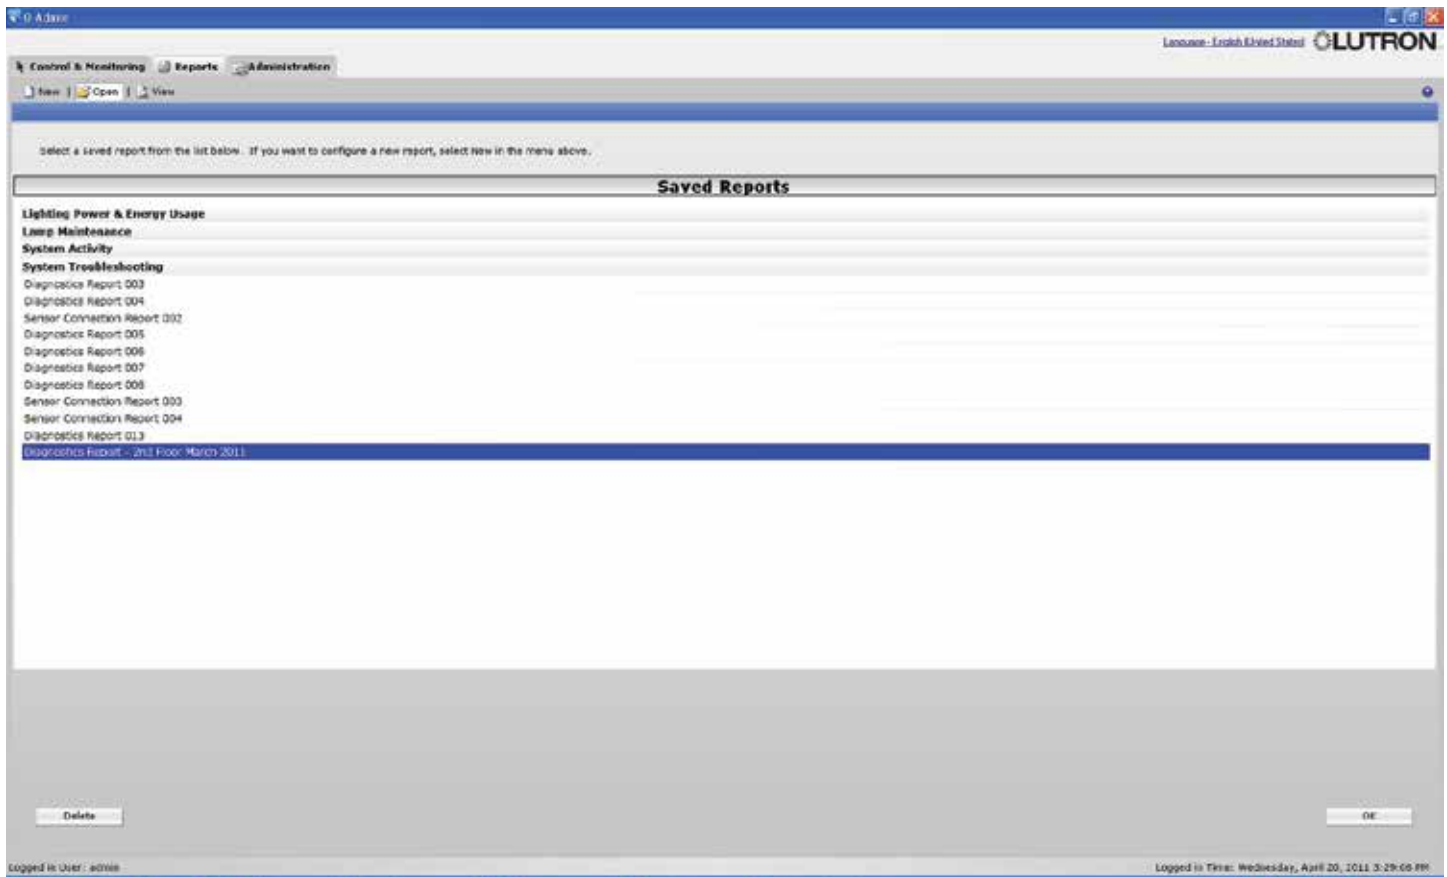 Q Admin
Language - English (United States) LUTRON
Control & Monitoring Reports Administration
New | Open | View
Select a saved report from the list below. If you want to configure a new report, select New in the menu above.
Saved Reports
Lighting Power & Energy Usage
Lamp Maintenance
System Activity
System Troubleshooting
Diagnostics Report 003
Diagnostics Report 004
Sensor Connection Report 002
Diagnostics Report 005
Diagnostics Report 006
Diagnostics Report 007
Diagnostics Report 008
Sensor Connection Report 003
Sensor Connection Report 004
Diagnostics Report 013
Diagnostics Report - 2nd Floor March 2011
Delete OK
Logged in User: admin Logged in Time: Wednesday, April 20, 2011 3:29:06 PM